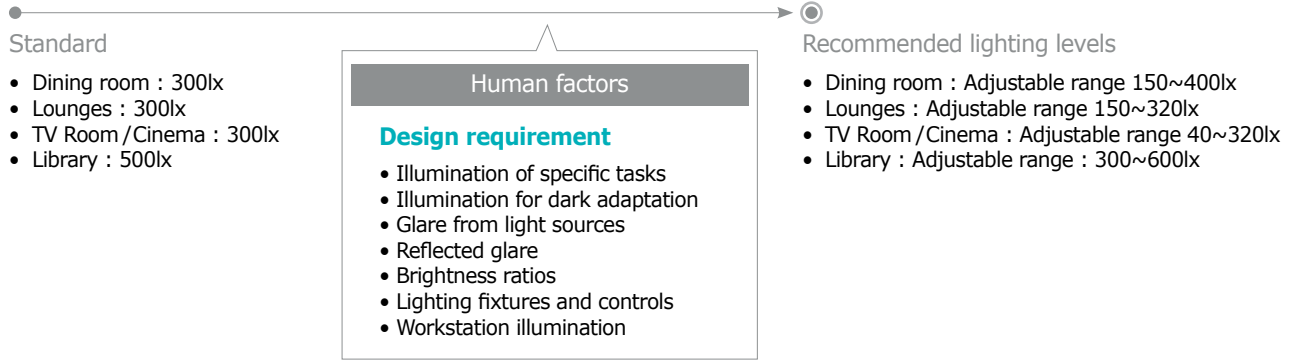 Standard
• Dining room : 300lx
• Lounges : 300lx
• TV Room / Cinema : 300lx
• Library : 500lx
Human factors
Design requirement
• Illumination of specific tasks
• Illumination for dark adaptation
• Glare from light sources
• Reflected glare
• Brightness ratios
• Lighting fixtures and controls
• Workstation illumination
Recommended lighting levels
• Dining room : Adjustable range 150~400lx
• Lounges : Adjustable range 150~320lx
• TV Room / Cinema : Adjustable range 40~320lx
• Library : Adjustable range : 300~600lx